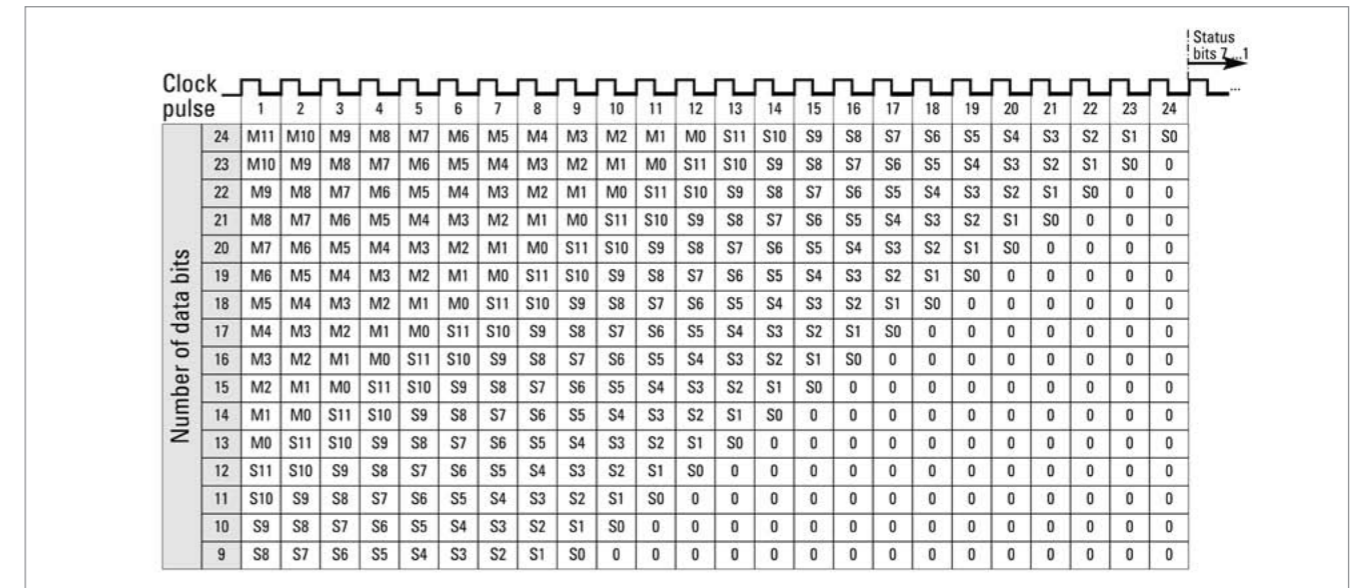 Status
bits 7 ...1
Clock
pulse
...
1 2 3 4 5 6 7 8 9 10 11 12 13 14 15 16 17 18 19 20 21 22 23 24
Number of data bits
24 M11 M10 M9 M8 M7 M6 M5 M4 M3 M2 M1 M0 S11 S10 S9 S8 S7 S6 S5 S4 S3 S2 S1 S0
23 M10 M9 M8 M7 M6 M5 M4 M3 M2 M1 M0 S11 S10 S9 S8 S7 S6 S5 S4 S3 S2 S1 S0 0
22 M9 M8 M7 M6 M5 M4 M3 M2 M1 M0 S11 S10 S9 S8 S7 S6 S5 S4 S3 S2 S1 S0 0 0
21 M8 M7 M6 M5 M4 M3 M2 M1 M0 S11 S10 S9 S8 S7 S6 S5 S4 S3 S2 S1 S0 0 0 0
20 M7 M6 M5 M4 M3 M2 M1 M0 S11 S10 S9 S8 S7 S6 S5 S4 S3 S2 S1 S0 0 0 0 0
19 M6 M5 M4 M3 M2 M1 M0 S11 S10 S9 S8 S7 S6 S5 S4 S3 S2 S1 S0 0 0 0 0 0
18 M5 M4 M3 M2 M1 M0 S11 S10 S9 S8 S7 S6 S5 S4 S3 S2 S1 S0 0 0 0 0 0 0
17 M4 M3 M2 M1 M0 S11 S10 S9 S8 S7 S6 S5 S4 S3 S2 S1 S0 0 0 0 0 0 0 0
16 M3 M2 M1 M0 S11 S10 S9 S8 S7 S6 S5 S4 S3 S2 S1 S0 0 0 0 0 0 0 0 0
15 M2 M1 M0 S11 S10 S9 S8 S7 S6 S5 S4 S3 S2 S1 S0 0 0 0 0 0 0 0 0 0
14 M1 M0 S11 S10 S9 S8 S7 S6 S5 S4 S3 S2 S1 S0 0 0 0 0 0 0 0 0 0 0
13 M0 S11 S10 S9 S8 S7 S6 S5 S4 S3 S2 S1 S0 0 0 0 0 0 0 0 0 0 0 0
12 S11 S10 S9 S8 S7 S6 S5 S4 S3 S2 S1 S0 0 0 0 0 0 0 0 0 0 0 0 0
11 S10 S9 S8 S7 S6 S5 S4 S3 S2 S1 S0 0 0 0 0 0 0 0 0 0 0 0 0 0
10 S9 S8 S7 S6 S5 S4 S3 S2 S1 S0 0 0 0 0 0 0 0 0 0 0 0 0 0 0
9 S8 S7 S6 S5 S4 S3 S2 S1 S0 0 0 0 0 0 0 0 0 0 0 0 0 0 0 0